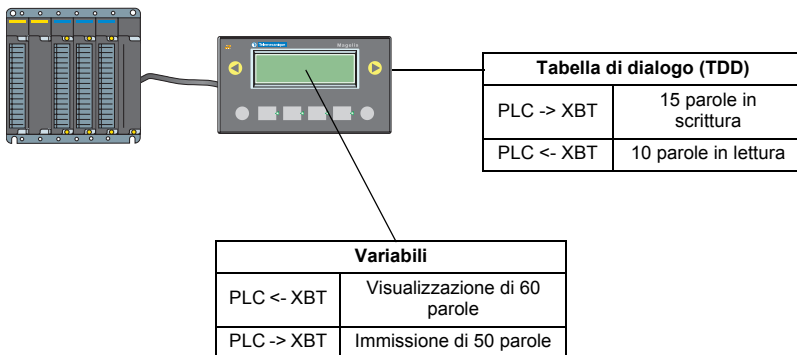 Telemecanique
Magelis
Tabella di dialogo (TDD)
PLC -> XBT
15 parole in
scrittura
PLC <- XBT
10 parole in lettura
Variabili
PLC <- XBT
Visualizzazione di 60
parole
PLC -> XBT
Immissione di 50 parole